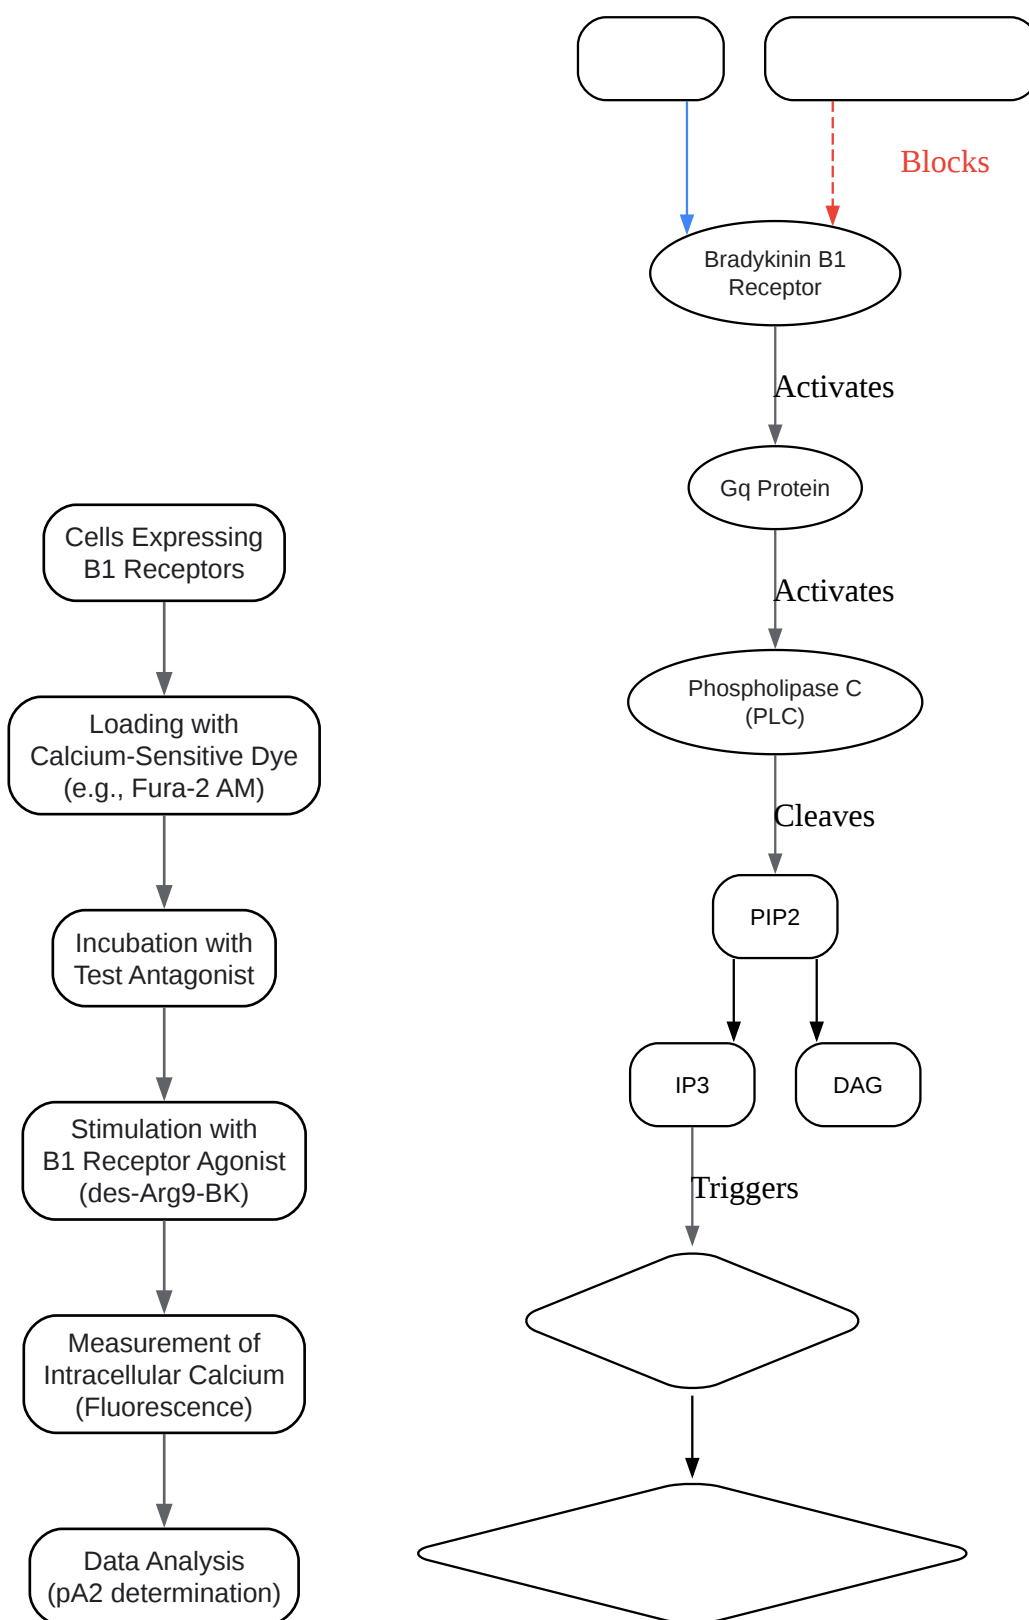 Blocks
Bradykinin B1
Receptor
Activates
Gq Protein
Activates
Phospholipase C
(PLC)
Cleaves
PIP2
IP3
DAG
Triggers
Cells Expressing
B1 Receptors
Loading with
Calcium-Sensitive Dye
(e.g., Fura-2 AM)
Incubation with
Test Antagonist
Stimulation with
B1 Receptor Agonist
(des-Arg9-BK)
Measurement of
Intracellular Calcium
(Fluorescence)
Data Analysis
(pA2 determination)